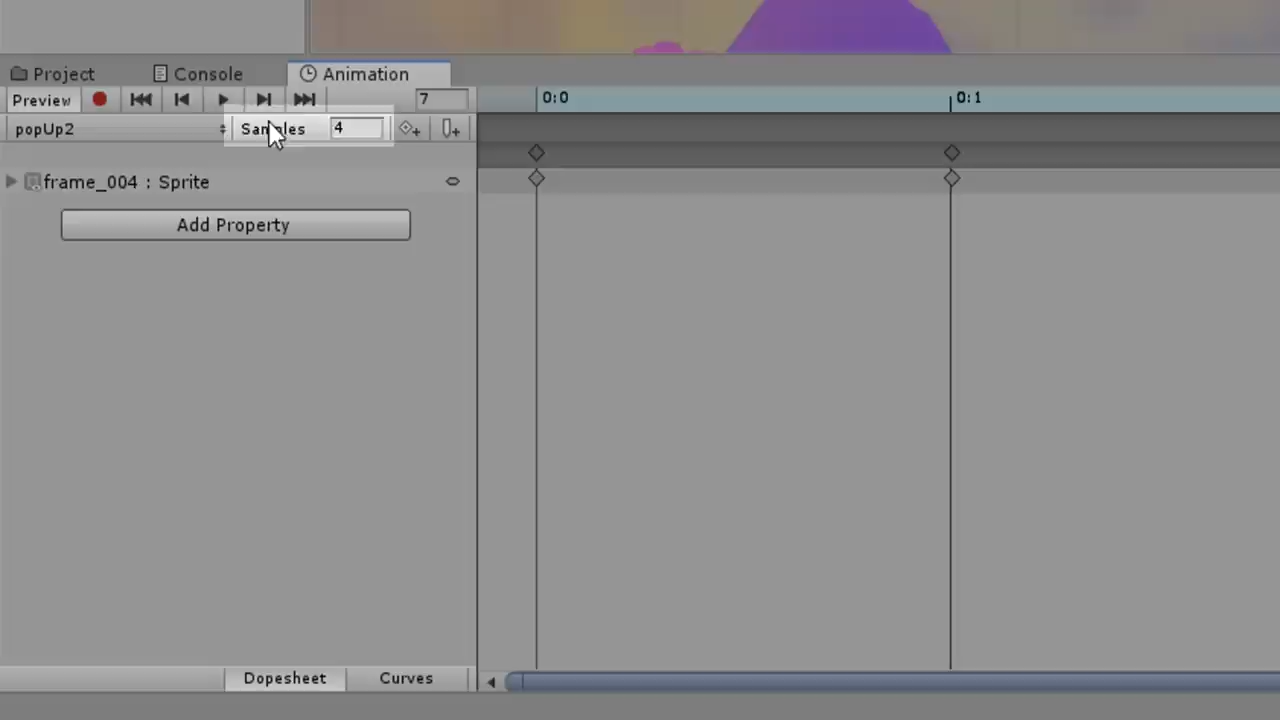 Project Console Animation
Preview 7 0:0 0:1
popUp2 Samples 4
frame_004 : Sprite
Add Property
Dopesheet Curves